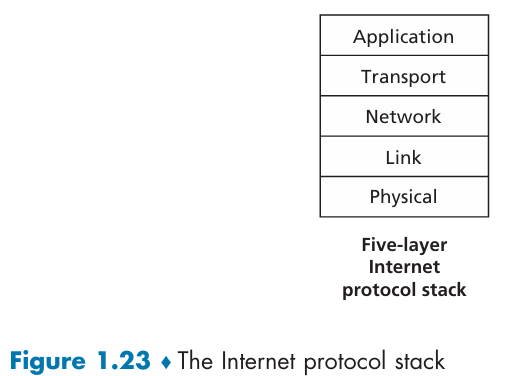 Application
Transport
Network
Link
Physical
Five-layer
Internet
protocol stack
Figure 1.23 ♦ The Internet protocol stack